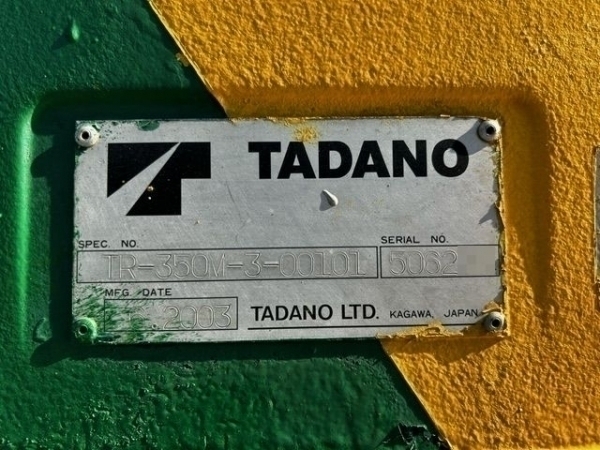 TADANO
SPEC. NO. SERIAL NO.
TR-350M-3-00101 5062
MFG. DATE
.2003 TADANO LTD. KAGAWA, JAPAN